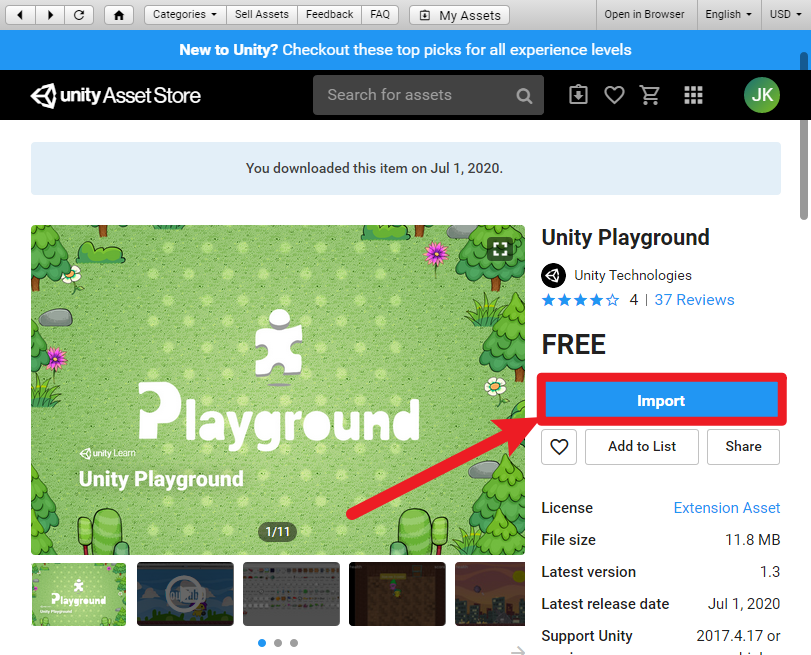 Categories Sell Assets Feedback FAQ My Assets Open in Browser English USD
New to Unity? Checkout these top picks for all experience levels
unity Asset Store Search for assets JK
You downloaded this item on Jul 1, 2020.
Playground
unity Learn
Unity Playground
1/11
Playground
Unity Playground
Unity Technologies
4 | 37 Reviews
FREE
Import
Add to List Share
License Extension Asset
File size 11.8 MB
Latest version 1.3
Latest release date Jul 1, 2020
Support Unity 2017.4.17 or